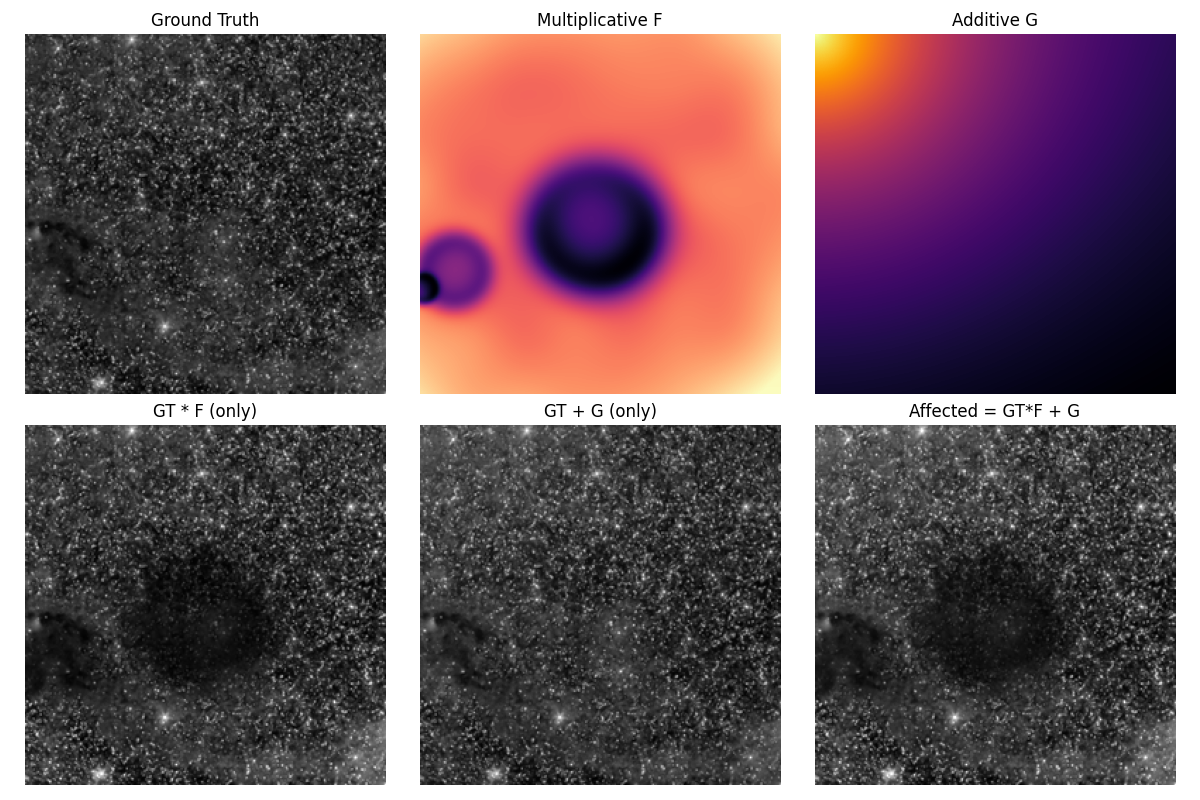 Ground Truth
Multiplicative F
Additive G
GT * F (only)
GT + G (only)
Affected = GT*F + G